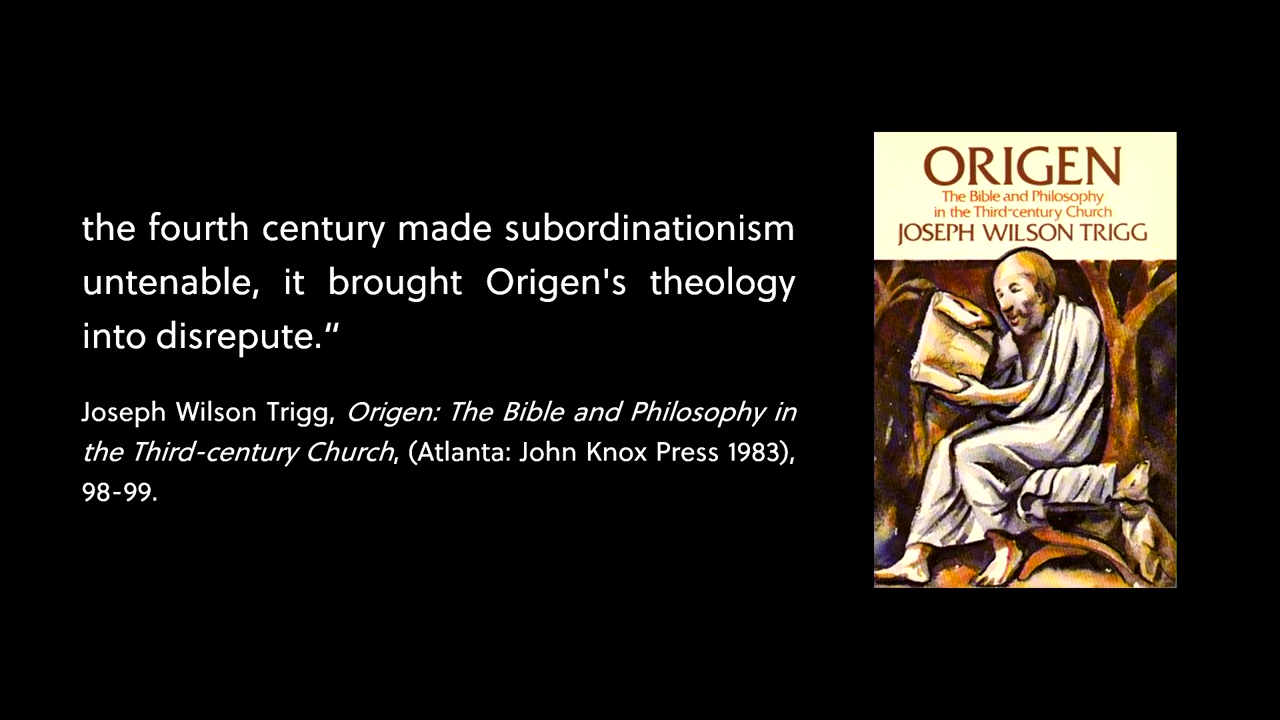 the fourth century made subordinationism
untenable, it brought Origen's theology
into disrepute.“
Joseph Wilson Trigg, Origen: The Bible and Philosophy in
the Third-century Church, (Atlanta: John Knox Press 1983),
98-99.
ORIGEN
The Bible and Philosophy
in the Third-century Church
JOSEPH WILSON TRIGG